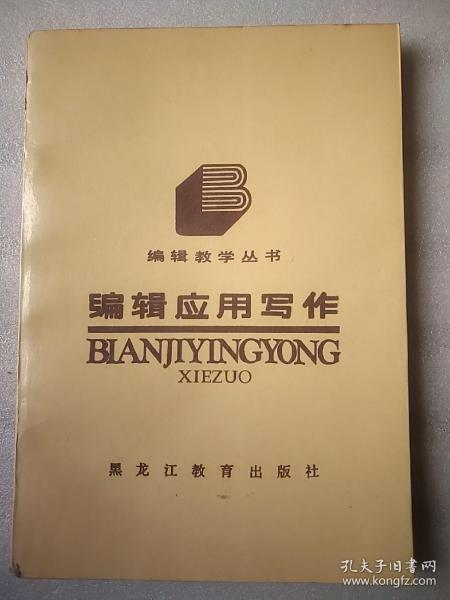 编辑教学丛书
编辑应用写作
BIANJIYINGYONG
XIEZUO
黑龙江教育出版社
孔夫子旧书网
www.kongfz.com